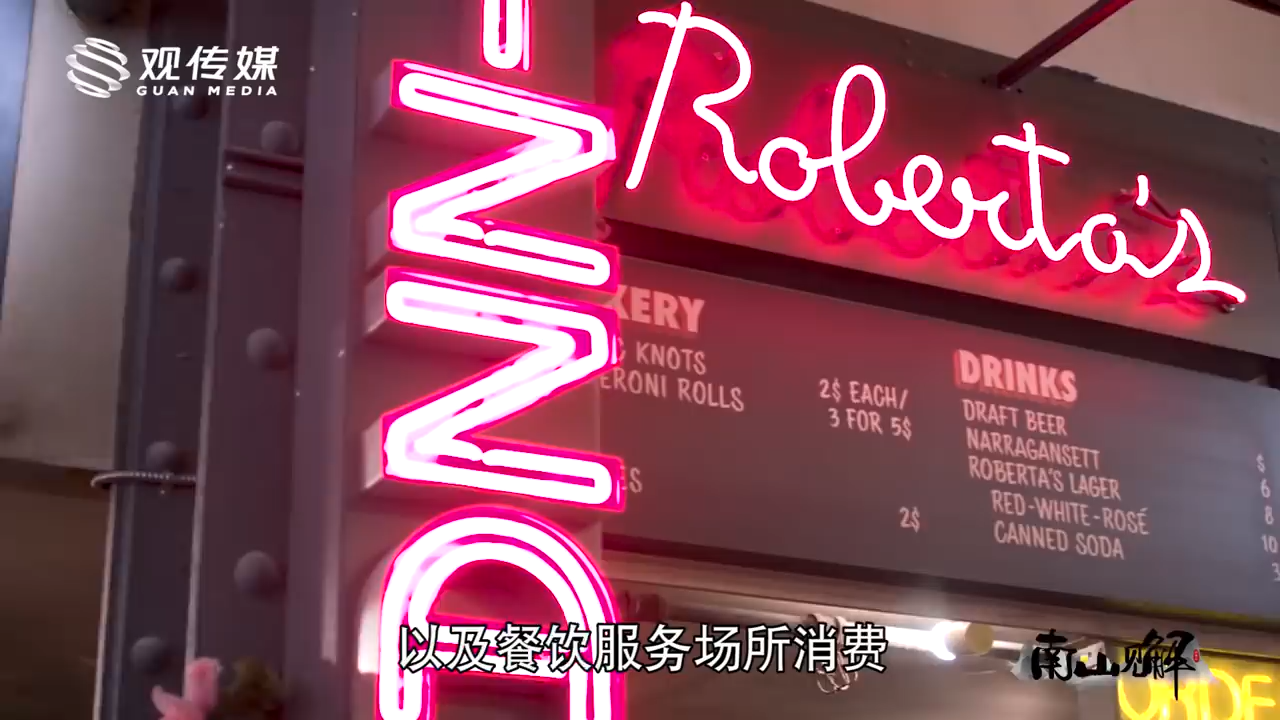 观传媒
GUAN MEDIA
Roberta's
KERY
KNOTS
ERONI ROLLS
2$ EACH/
3 FOR 5$
ES
2$
DRINKS
DRAFT BEER
NARRAGANSETT
ROBERTA'S LAGER
RED-WHITE-ROSÉ
CANNED SODA
$
6
8
10
3
以及餐饮服务场所消费
南山财解